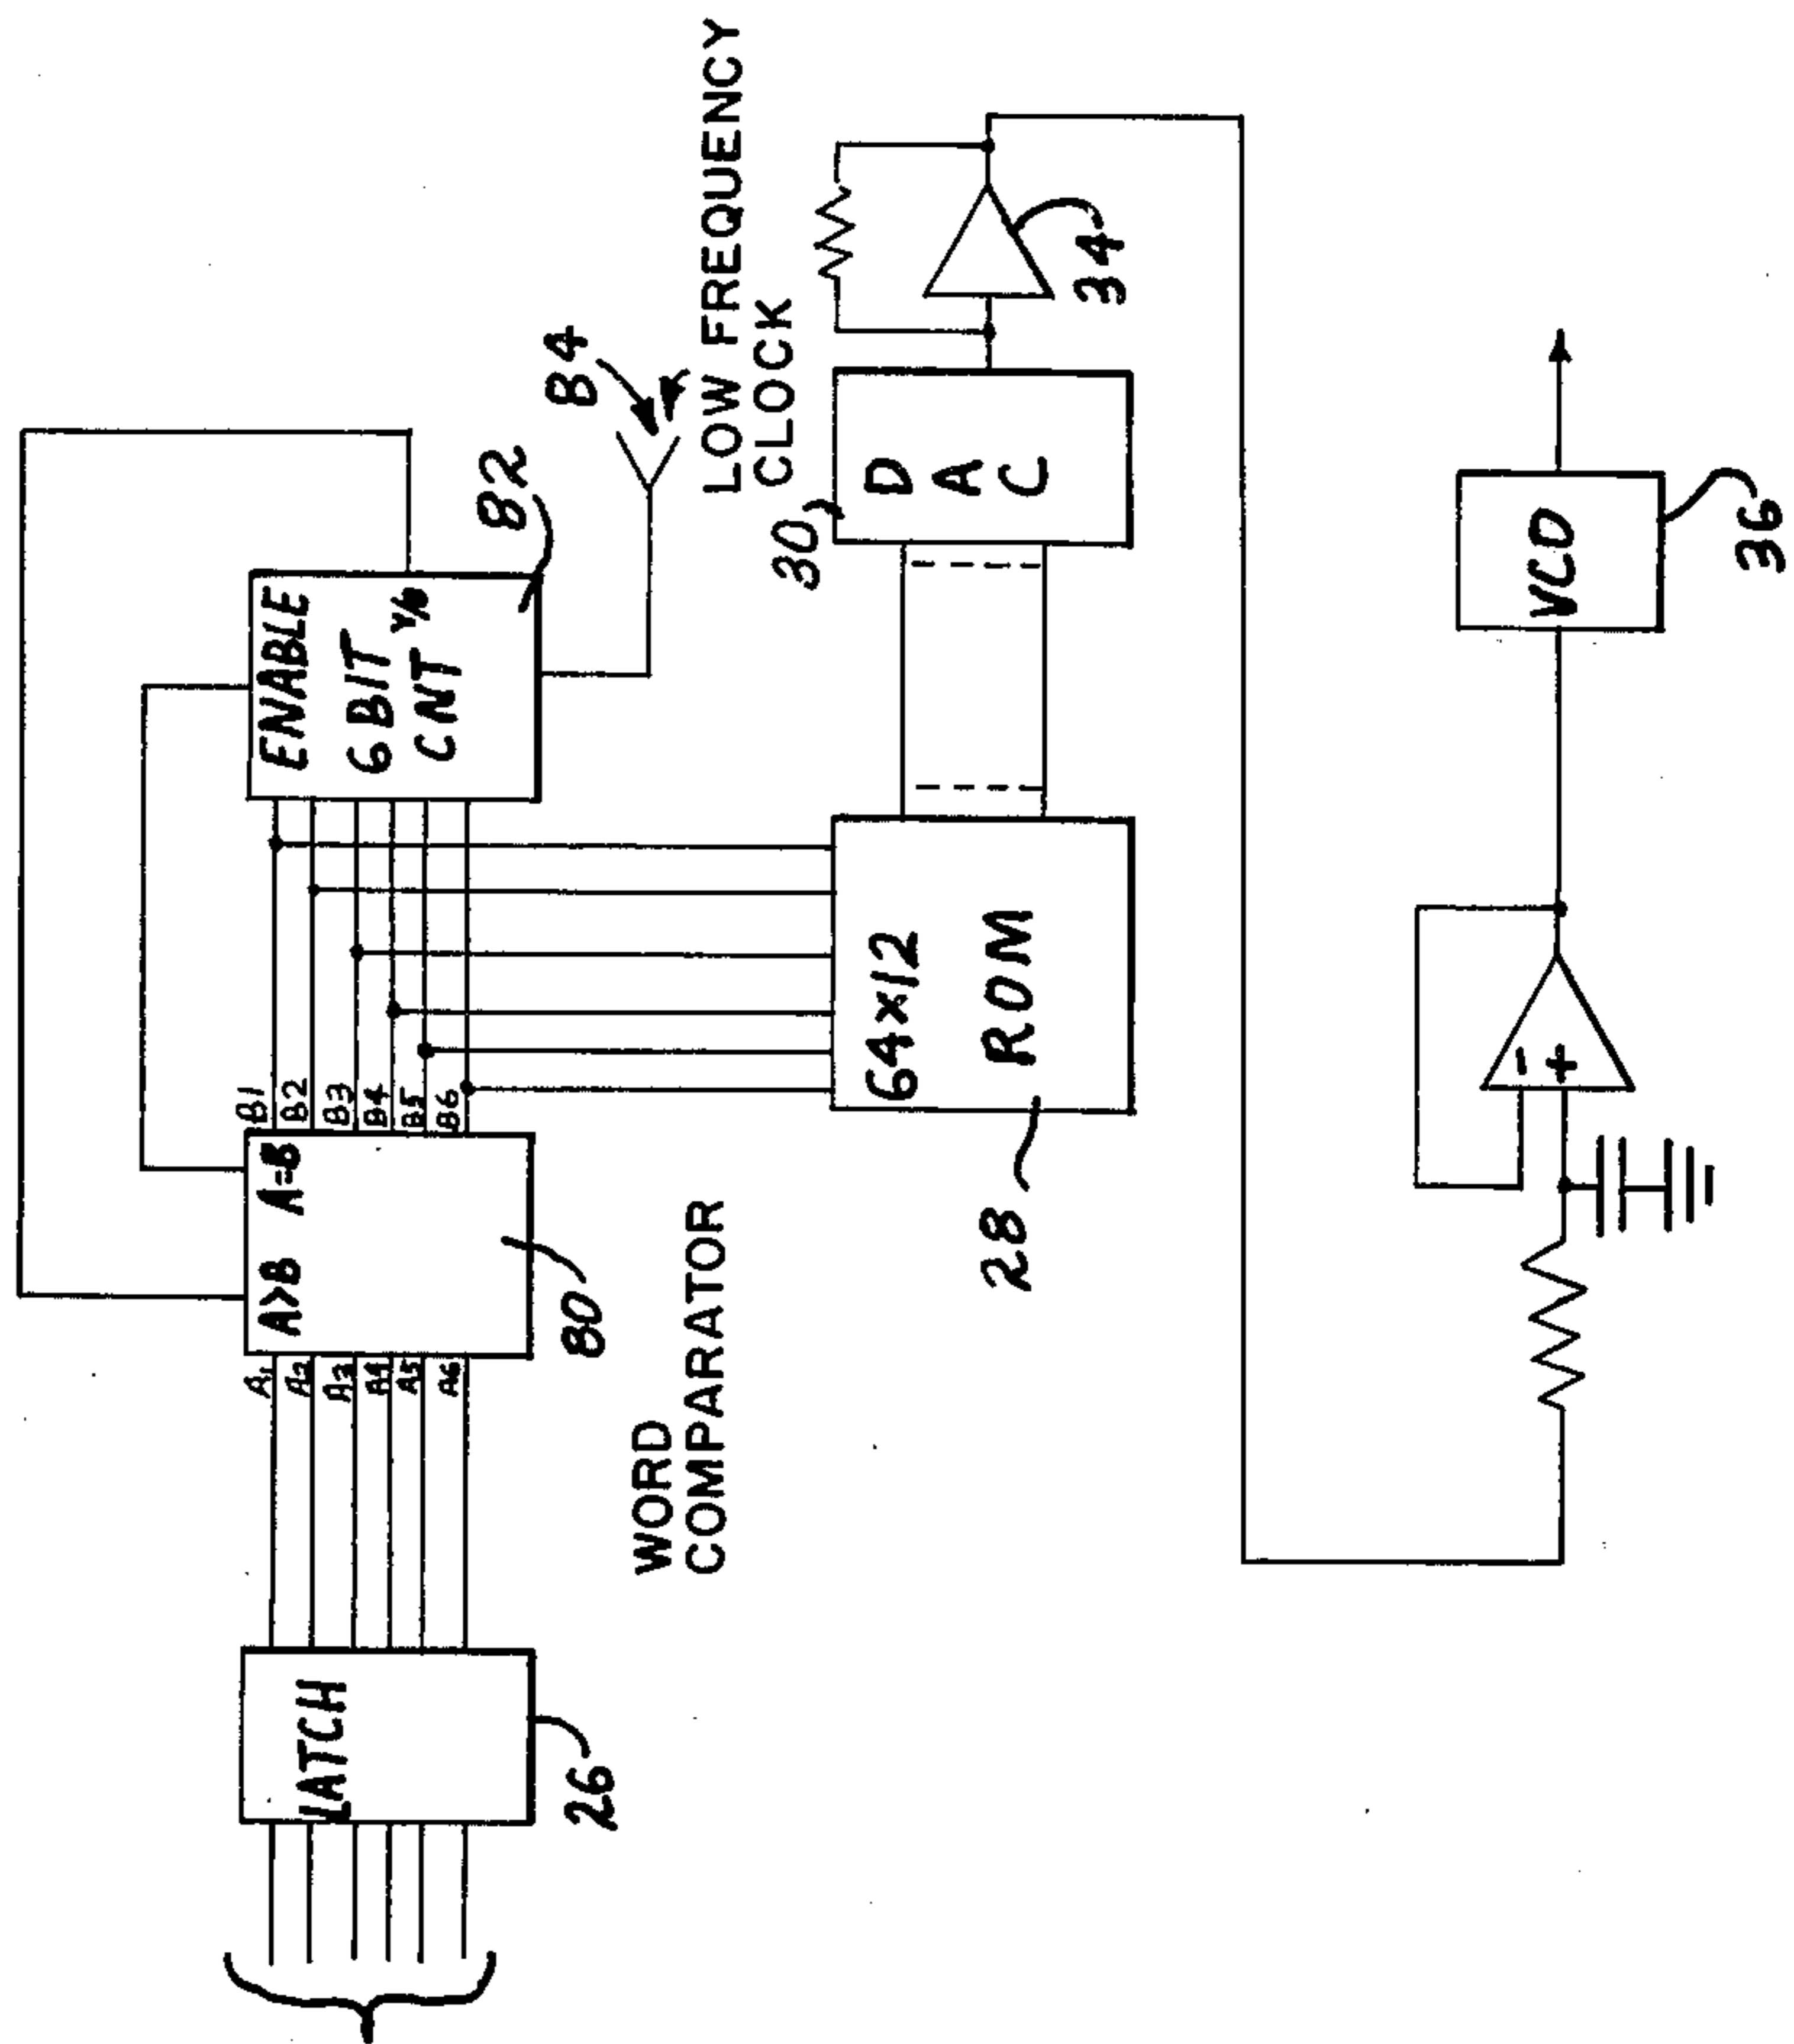 LATCH
26
A1
A2
A3
A4
A5
A6
A>B A=B
80
WORD
COMPARATOR
B1
B2
B3
B4
B5
B6
ENABLE
6 BIT
CNT
82
84
LOW FREQUENCY
CLOCK
64×12
ROM
28
30
D
A
C
34
-
+
VCO
36